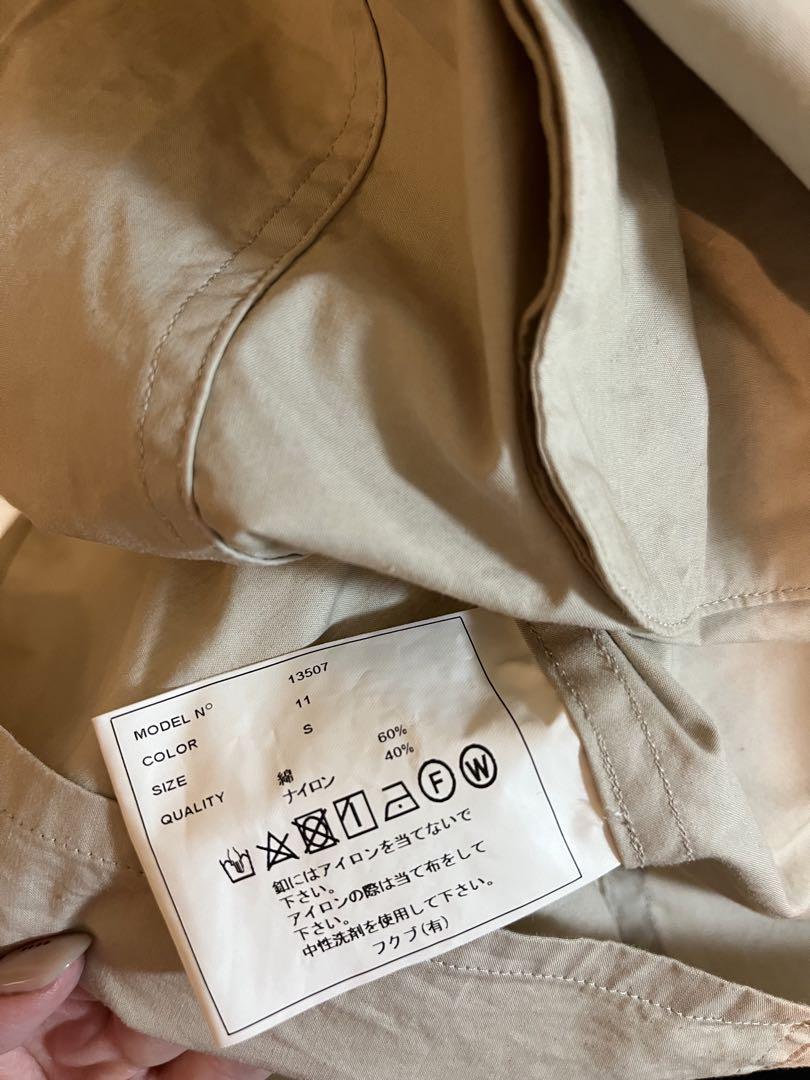 MODEL Nº 13507
COLOR 11
SIZE S
QUALITY 綿 60%
ナイロン 40%
F W
釦にはアイロンを当てないで
下さい。
アイロンの際は当て布をして
下さい。
中性洗剤を使用して下さい。
フクブ(有)